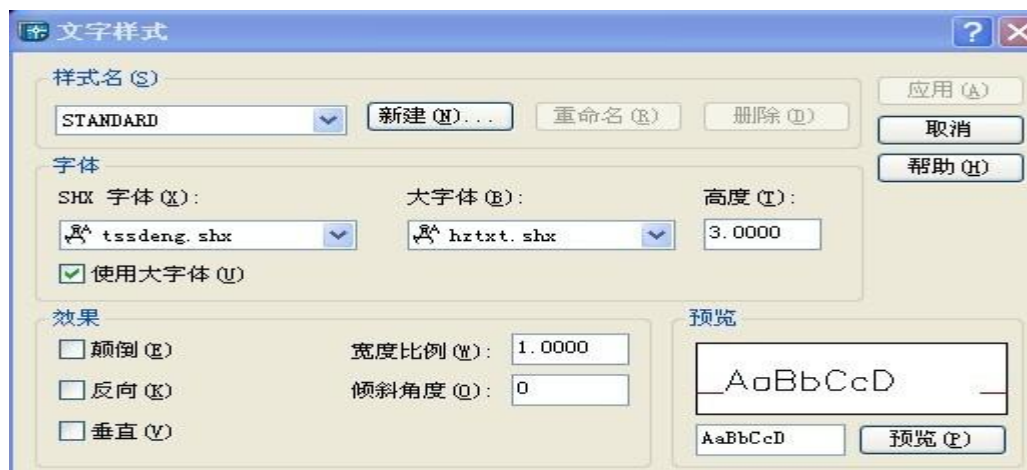 文字样式
样式名(S)
STANDARD 新建(N)... 重命名(R) 删除(D)
应用(A)
取消
帮助(H)
字体
SHX 字体(X): 大字体(B): 高度(T):
tssdeng.shx hztxt.shx 3.0000
使用大字体(U)
效果
颠倒(E) 宽度比例(W): 1.0000
反向(K) 倾斜角度(O): 0
垂直(V)
预览
AaBbCcD
AaBbCcD 预览(P)